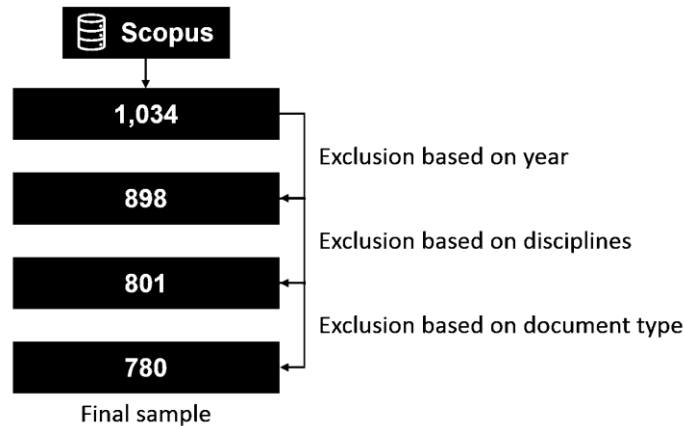 Scopus
1,034
Exclusion based on year
898
Exclusion based on disciplines
801
Exclusion based on document type
780
Final sample